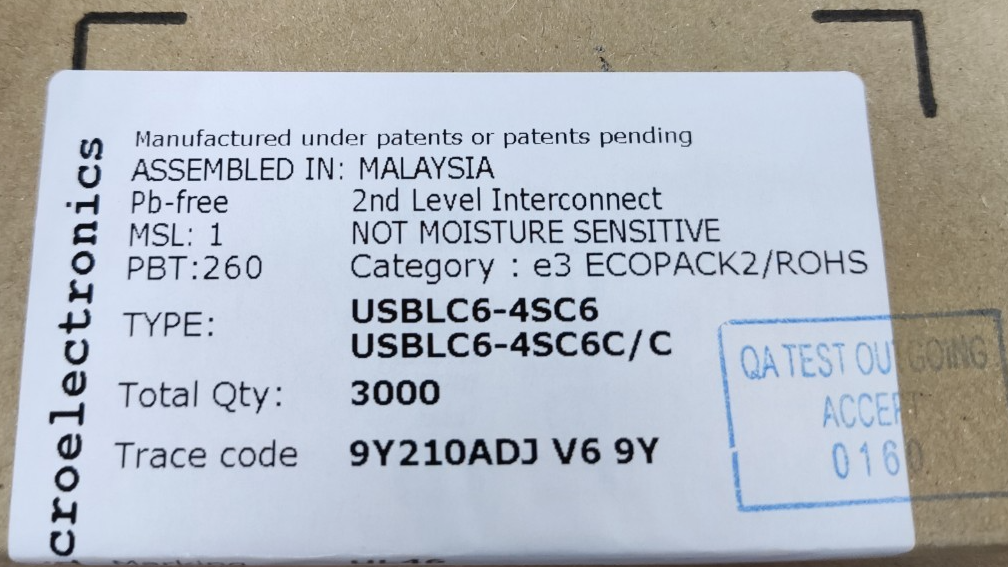 croelectronics
Manufactured under patents or patents pending
ASSEMBLED IN: MALAYSIA
Pb-free 2nd Level Interconnect
MSL: 1 NOT MOISTURE SENSITIVE
PBT:260 Category : e3 ECOPACK2/ROHS
TYPE: USBLC6-4SC6
USBLC6-4SC6C/C
Total Qty: 3000
Trace code 9Y210ADJ V6 9Y
QA TEST OUTGOING
ACCEP
0160
Marking